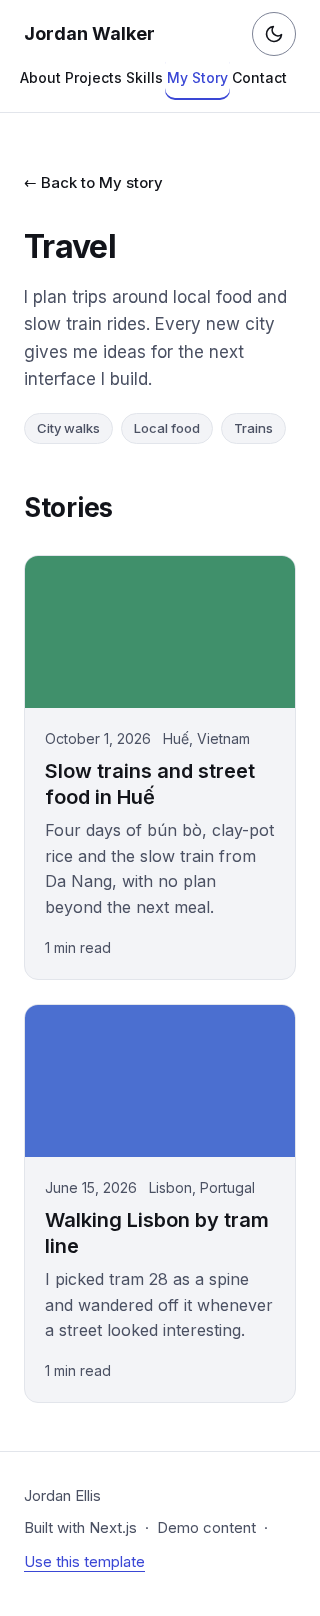 Jordan Walker
About Projects Skills My Story Contact
← Back to My story
Travel
I plan trips around local food and
slow train rides. Every new city
gives me ideas for the next
interface I build.
City walks Local food Trains
Stories
October 1, 2026 Huế, Vietnam
Slow trains and street
food in Huế
Four days of bún bò, clay-pot
rice and the slow train from
Da Nang, with no plan
beyond the next meal.
1 min read
June 15, 2026 Lisbon, Portugal
Walking Lisbon by tram
line
I picked tram 28 as a spine
and wandered off it whenever
a street looked interesting.
1 min read
Jordan Ellis
Built with Next.js · Demo content ·
Use this template